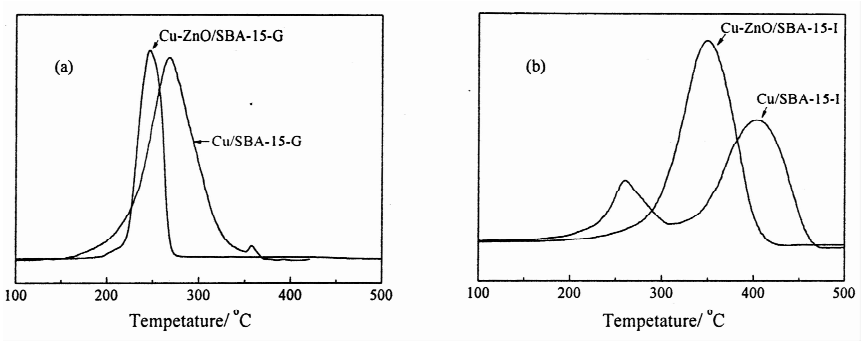 Cu-ZnO/SBA-15-G
(a)
Cu/SBA-15-G
100 200 300 400 500
Tempetature/ °C
Cu-ZnO/SBA-15-I
(b)
Cu/SBA-15-I
100 200 300 400 500
Tempetature/ °C